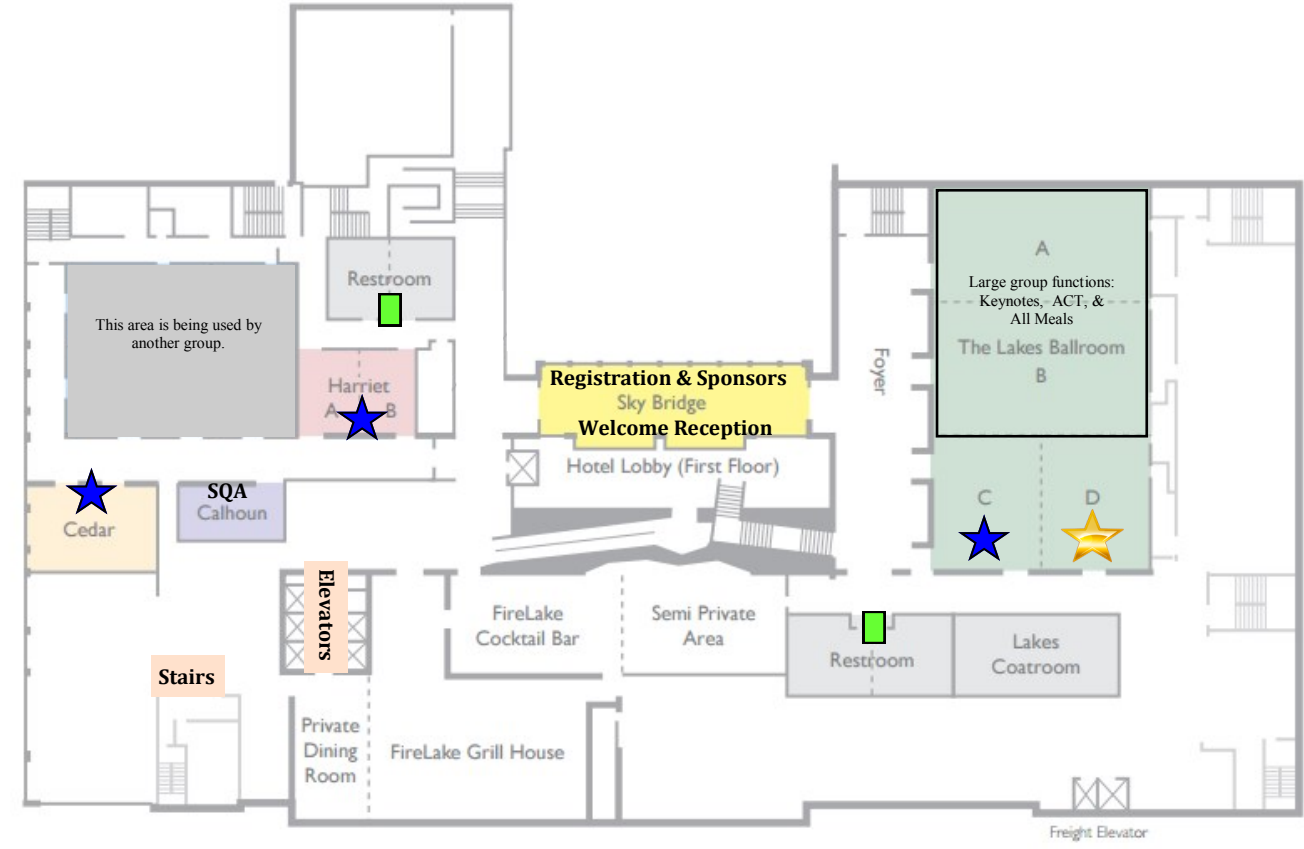 Restroom
This area is being used by
another group.
Harriet
A B
SQA
Calhoun
Cedar
Elevators
Stairs
Private
Dining
Room
FireLake Grill House
FireLake
Cocktail Bar
Semi Private
Area
Registration & Sponsors
Sky Bridge
Welcome Reception
Hotel Lobby (First Floor)
Foyer
A
Large group functions:
Keynotes, ACT, &
All Meals
The Lakes Ballroom
B
C D
Restroom
Lakes
Coatroom
Freight Elevator